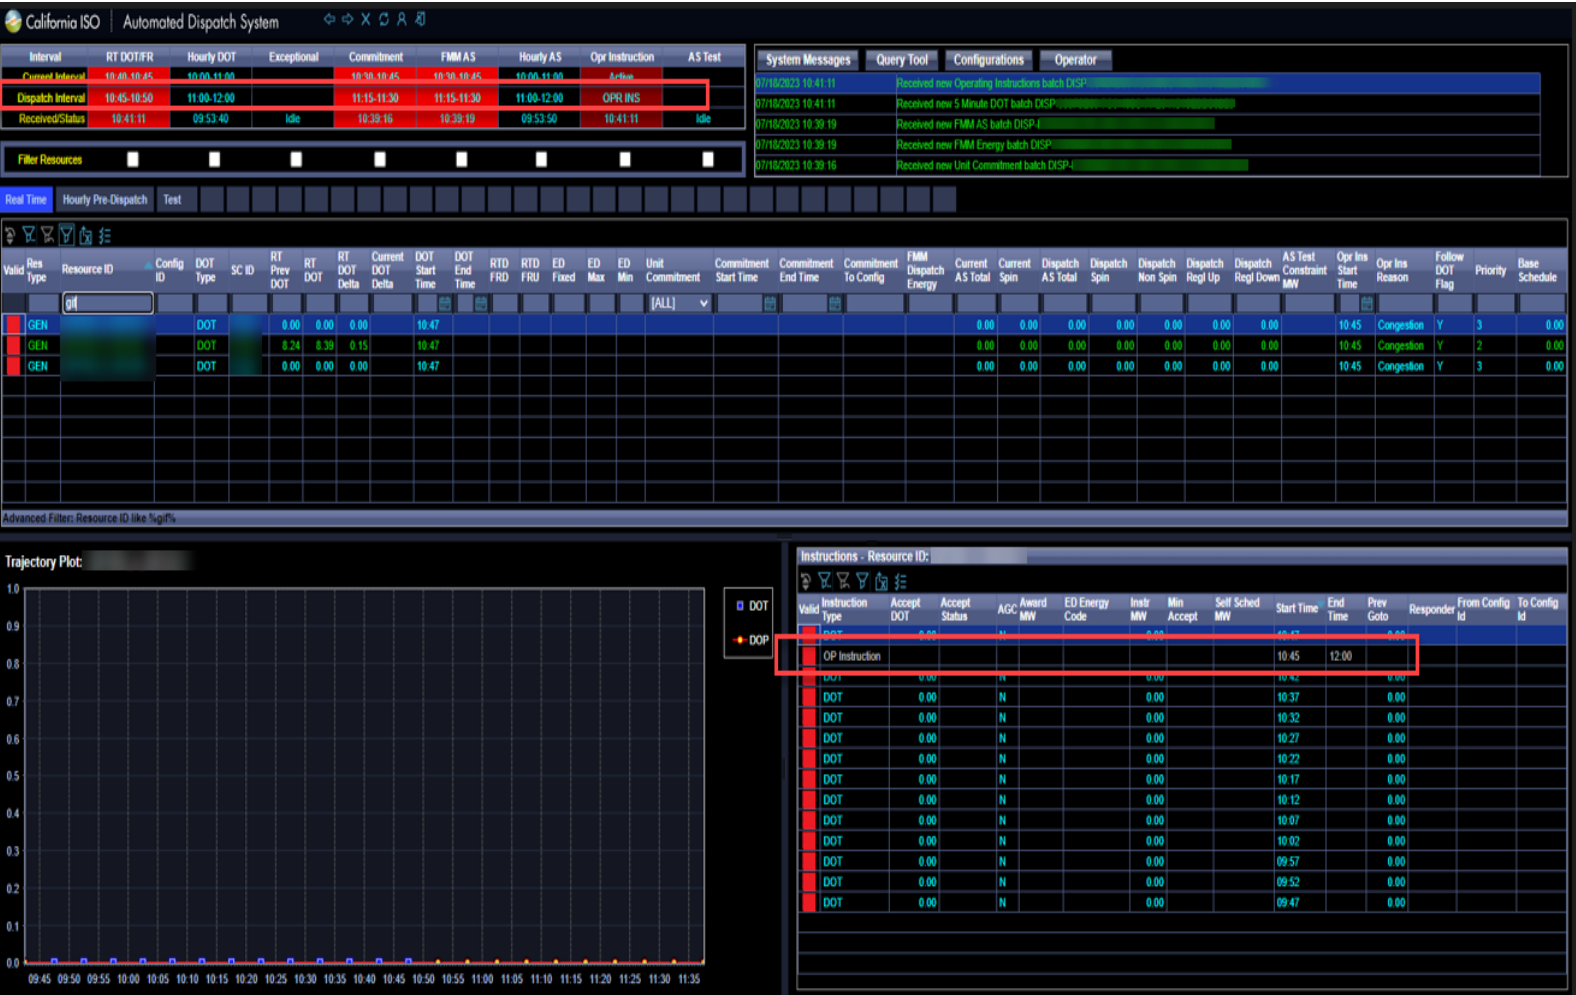 California ISO | Automated Dispatch System
Interval RT DOT/FR Hourly DOT Exceptional Commitment FMM AS Hourly AS Opr Instruction AS Test
Current Interval 10:40-10:45 10:00-11:00 10:30-10:45 10:30-10:45 10:00-11:00 Active
Dispatch Interval 10:45-10:50 11:00-12:00 11:15-11:30 11:15-11:30 11:00-12:00 OPR INS
Received/Status 10:41:11 09:53:40 Idle 10:39:16 10:39:19 09:53:50 10:41:11 Idle
Filter Resources
System Messages Query Tool Configurations Operator
07/18/2023 10:41:11 Received new Operating Instructions batch DISP
07/18/2023 10:41:11 Received new 5 Minute DOT batch DISP
07/18/2023 10:39:19 Received new FMM AS batch DISP-
07/18/2023 10:39:19 Received new FMM Energy batch DISP
07/18/2023 10:39:16 Received new Unit Commitment batch DISP-
Real Time Hourly Pre-Dispatch Test
Valid Res Type Resource ID Config ID DOT Type SC ID RT Prev DOT RT DOT RT DOT Delta Current DOT Delta DOT Start Time DOT End Time RTD FRD RTD FRU ED Fixed ED Max ED Min Unit Commitment Commitment Start Time Commitment End Time Commitment To Config FMM Dispatch Energy Current AS Total Current Spin Dispatch AS Total Dispatch Spin Dispatch Non Spin Dispatch Regl Up Dispatch Regl Down AS Test Constraint MW Opr Ins Start Time Opr Ins Reason Follow DOT Flag Priority Base Schedule
gif [ALL]
GEN DOT 0.00 0.00 0.00 10:47 0.00 0.00 0.00 0.00 0.00 0.00 0.00 10:45 Congestion Y 3 0.00
GEN DOT 8.24 8.39 0.15 10:47 0.00 0.00 0.00 0.00 0.00 0.00 0.00 10:45 Congestion Y 2 0.00
GEN DOT 0.00 0.00 0.00 10:47 0.00 0.00 0.00 0.00 0.00 0.00 0.00 10:45 Congestion Y 3 0.00
Advanced Filter: Resource ID like %gif%
Trajectory Plot:
1.0
0.9
0.8
0.7
0.6
0.5
0.4
0.3
0.2
0.1
0.0
09:45 09:50 09:55 10:00 10:05 10:10 10:15 10:20 10:25 10:30 10:35 10:40 10:45 10:50 10:55 11:00 11:05 11:10 11:15 11:20 11:25 11:30 11:35
DOT
DOP
Instructions - Resource ID:
Valid Instruction Type Accept DOT Accept Status AGC Award MW ED Energy Code Instr MW Min Accept Self Sched MW Start Time End Time Prev Goto Responder From Config Id To Config Id
DOT 0.00 N 0.00 10:47 0.00
OP Instruction 10:45 12:00
DOT 0.00 N 0.00 10:42 0.00
DOT 0.00 N 0.00 10:37 0.00
DOT 0.00 N 0.00 10:32 0.00
DOT 0.00 N 0.00 10:27 0.00
DOT 0.00 N 0.00 10:22 0.00
DOT 0.00 N 0.00 10:17 0.00
DOT 0.00 N 0.00 10:12 0.00
DOT 0.00 N 0.00 10:07 0.00
DOT 0.00 N 0.00 10:02 0.00
DOT 0.00 N 0.00 09:57 0.00
DOT 0.00 N 0.00 09:52 0.00
DOT 0.00 N 0.00 09:47 0.00